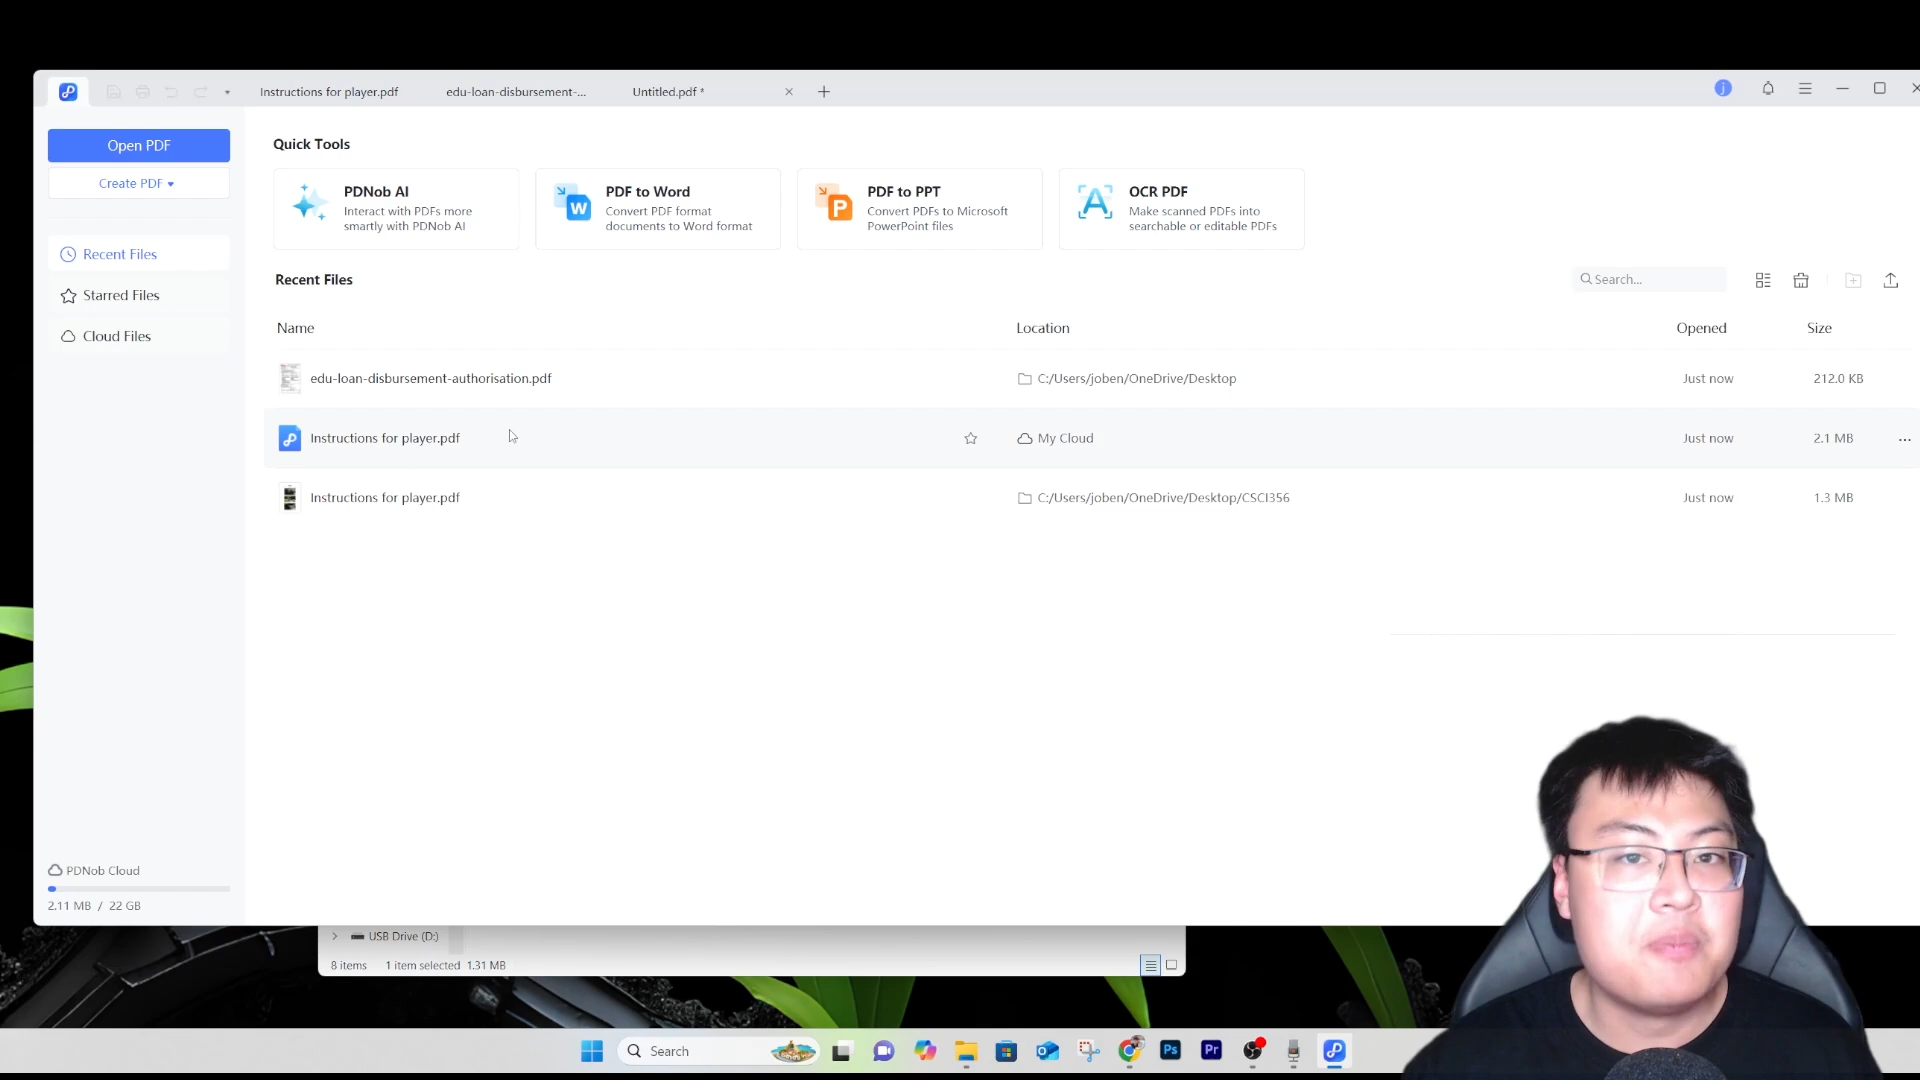 Instructions for player.pdf
edu-loan-disbursement-...
Untitled.pdf *
Open PDF
Create PDF
Recent Files
Starred Files
Cloud Files
Quick Tools
PDNob AI
Interact with PDFs more
smartly with PDNob AI
PDF to Word
Convert PDF format
documents to Word format
PDF to PPT
Convert PDFs to Microsoft
PowerPoint files
OCR PDF
Make scanned PDFs into
searchable or editable PDFs
Recent Files
Search...
Name Location Opened Size
edu-loan-disbursement-authorisation.pdf C:/Users/joben/OneDrive/Desktop Just now 212.0 KB
Instructions for player.pdf My Cloud Just now 2.1 MB ...
Instructions for player.pdf C:/Users/joben/OneDrive/Desktop/CSCI356 Just now 1.3 MB
PDNob Cloud
2.11 MB / 22 GB
USB Drive (D:)
8 items 1 item selected 1.31 MB
Search
Ps
Pr